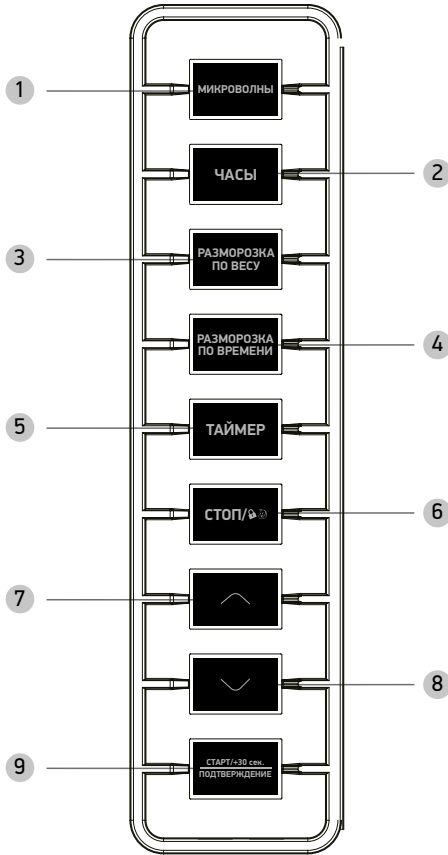 1
МИКРОВОЛНЫ
ЧАСЫ
2
3
РАЗМОРОЗКА
ПО ВЕСУ
РАЗМОРОЗКА
ПО ВРЕМЕНИ
4
5
ТАЙМЕР
СТОП/
6
7
8
9
СТАРТ/+30 сек.
ПОДТВЕРЖДЕНИЕ